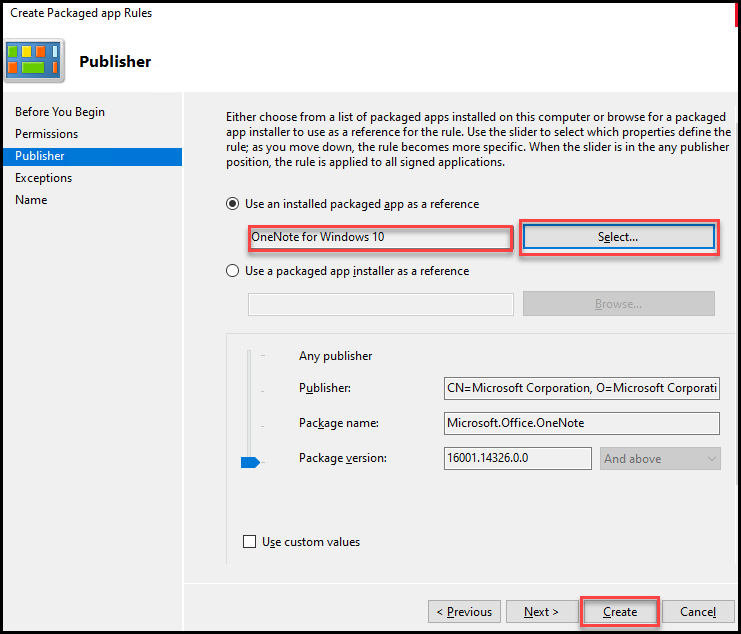 Create Packaged app Rules
Publisher
Before You Begin
Permissions
Publisher
Exceptions
Name
Either choose from a list of packaged apps installed on this computer or browse for a packaged
app installer to use as a reference for the rule. Use the slider to select which properties define the
rule; as you move down, the rule becomes more specific. When the slider is in the any publisher
position, the rule is applied to all signed applications.
Use an installed packaged app as a reference
OneNote for Windows 10
Select...
Use a packaged app installer as a reference
Browse...
Any publisher
Publisher:
CN=Microsoft Corporation, O=Microsoft Corporati
Package name:
Microsoft.Office.OneNote
Package version:
16001.14326.0.0
And above
Use custom values
< Previous
Next >
Create
Cancel